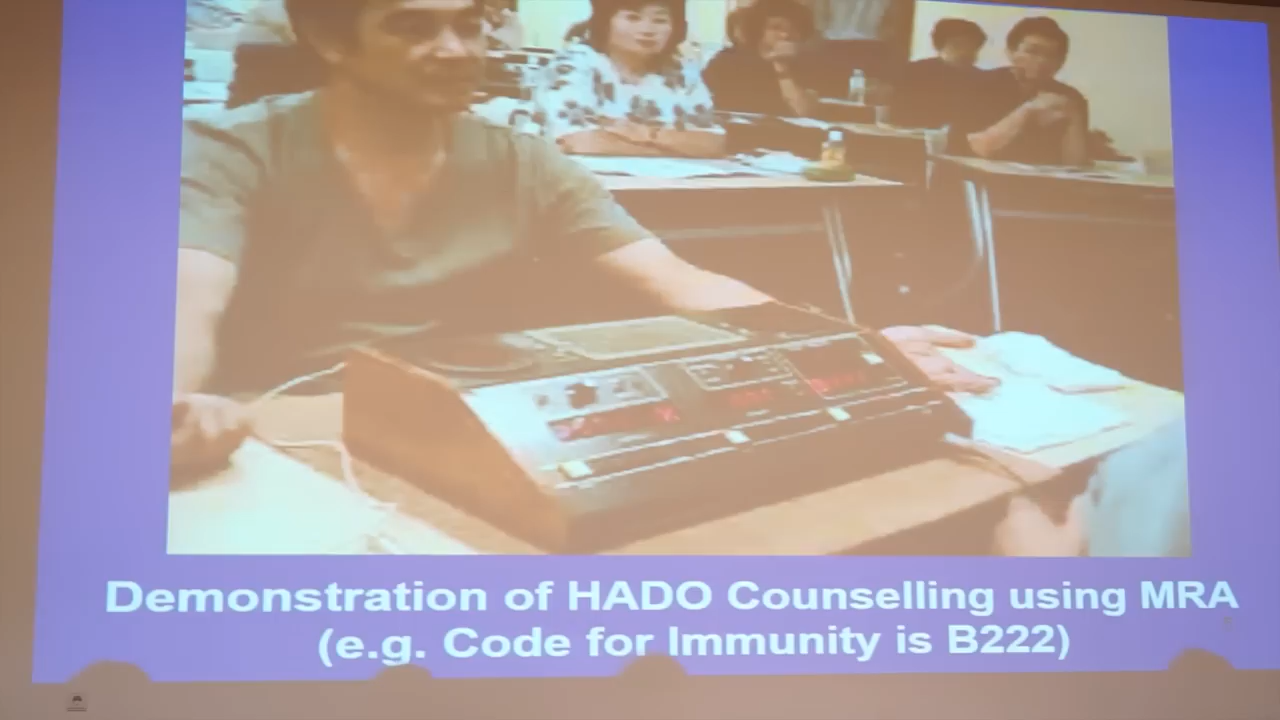 Demonstration of HADO Counselling using MRA
(e.g. Code for Immunity is B222)